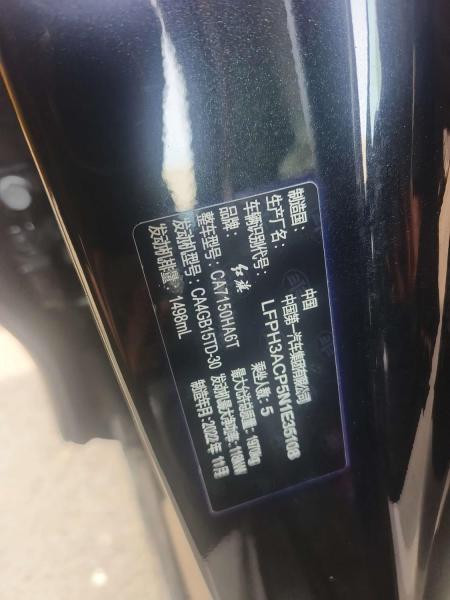 制造国： 中国
生产厂名： 中国第一汽车集团有限公司
车辆识别代号： LFPH3ACP5N1E35108
品牌： 红旗 乘坐人数：5
整车型号：CA7150HA6T 最大允许总质量：1970kg
发动机型号：CA4GB15TD-30 发动机最大净功率：118kW
发动机排量：1498mL 制造年月：2022年 11月